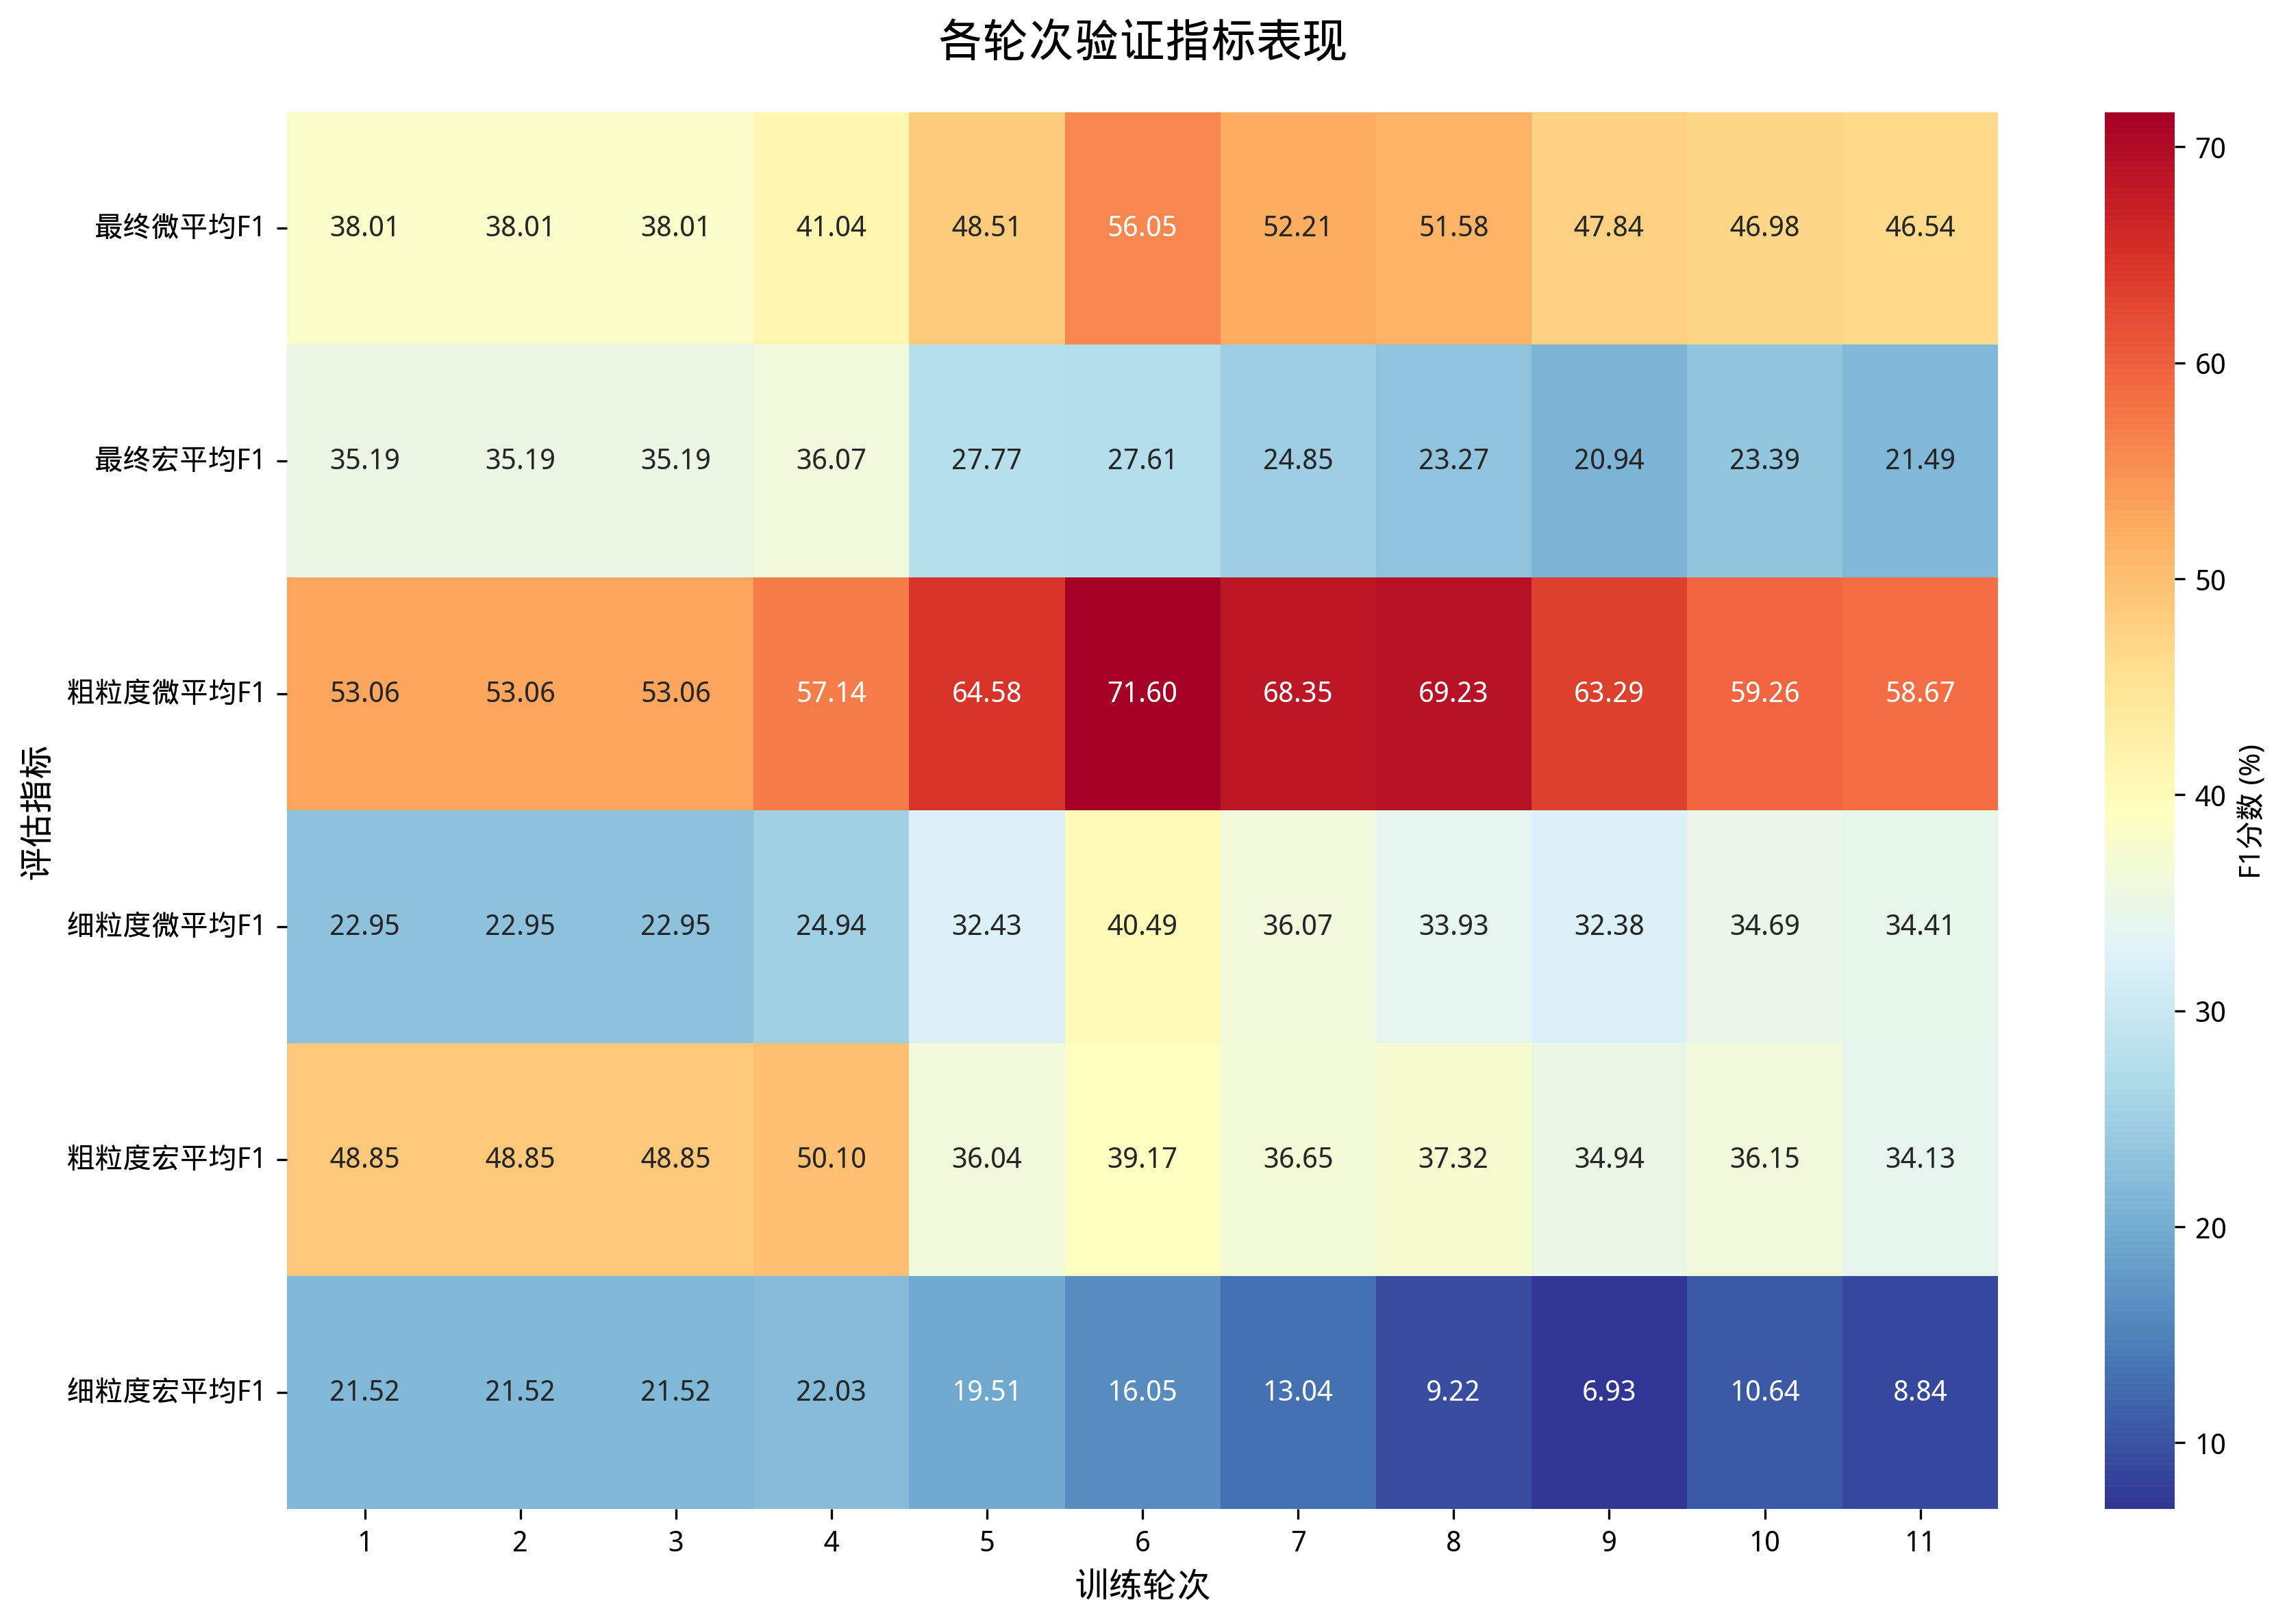 各轮次验证指标表现
最终微平均F1 38.01 38.01 38.01 41.04 48.51 56.05 52.21 51.58 47.84 46.98 46.54
最终宏平均F1 35.19 35.19 35.19 36.07 27.77 27.61 24.85 23.27 20.94 23.39 21.49
粗粒度微平均F1 53.06 53.06 53.06 57.14 64.58 71.60 68.35 69.23 63.29 59.26 58.67
细粒度微平均F1 22.95 22.95 22.95 24.94 32.43 40.49 36.07 33.93 32.38 34.69 34.41
粗粒度宏平均F1 48.85 48.85 48.85 50.10 36.04 39.17 36.65 37.32 34.94 36.15 34.13
细粒度宏平均F1 21.52 21.52 21.52 22.03 19.51 16.05 13.04 9.22 6.93 10.64 8.84
1 2 3 4 5 6 7 8 9 10 11
训练轮次
评估指标
70
60
50
40
30
20
10
F1分数 (%)